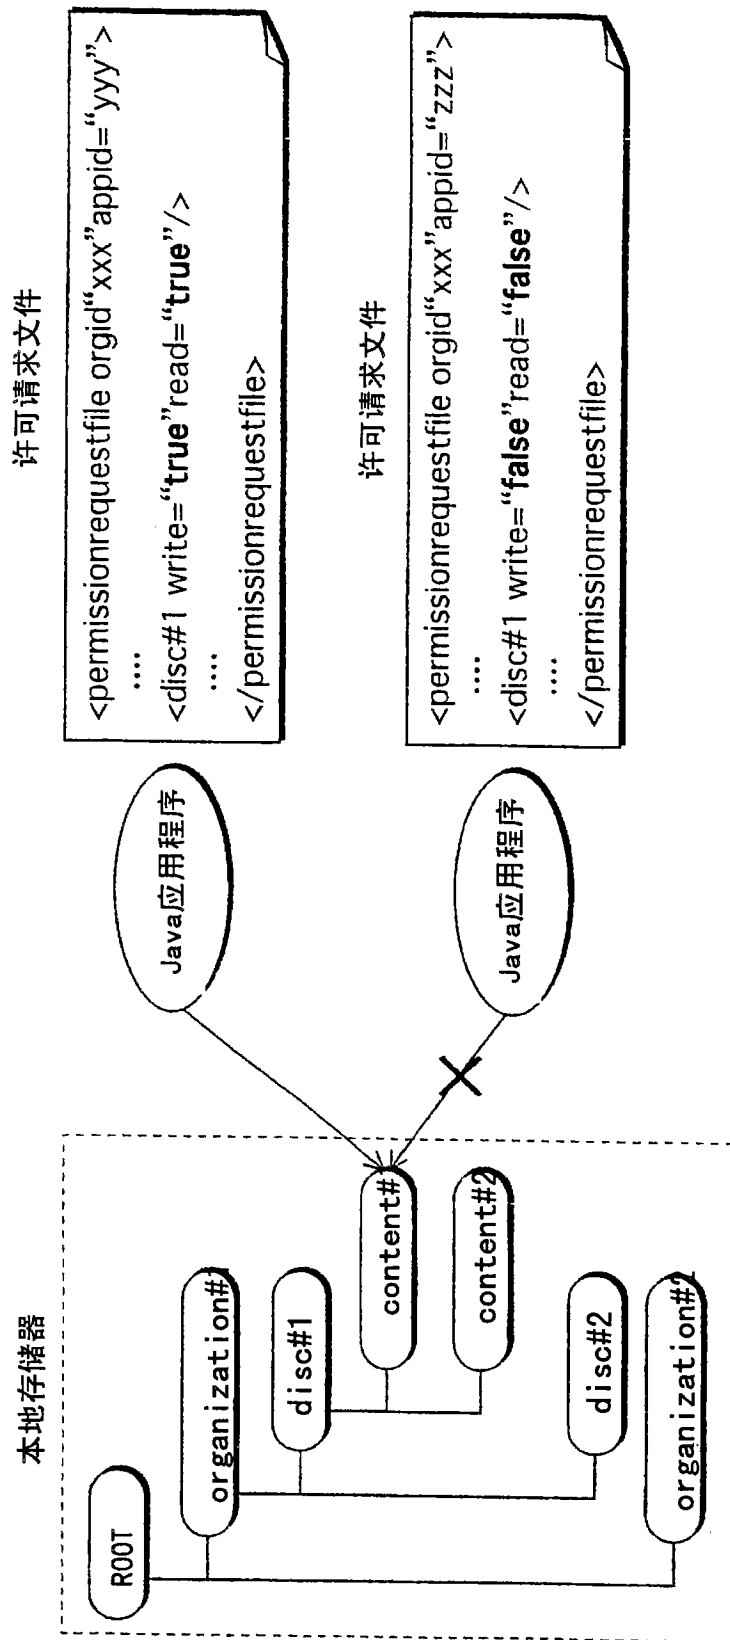 本地存储器
ROOT
organization#
disc#1
content#
content#2
disc#2
organization#2
Java应用程序
Java应用程序
许可请求文件
<permissionrequestfile orgid“xxx”appid=“yyy”>
....
<disc#1 write=“true”read=“true”/>
....
</permissionrequestfile>
许可请求文件
<permissionrequestfile orgid“xxx”appid=“zzz”>
....
<disc#1 write=“false”read=“false”/>
....
</permissionrequestfile>